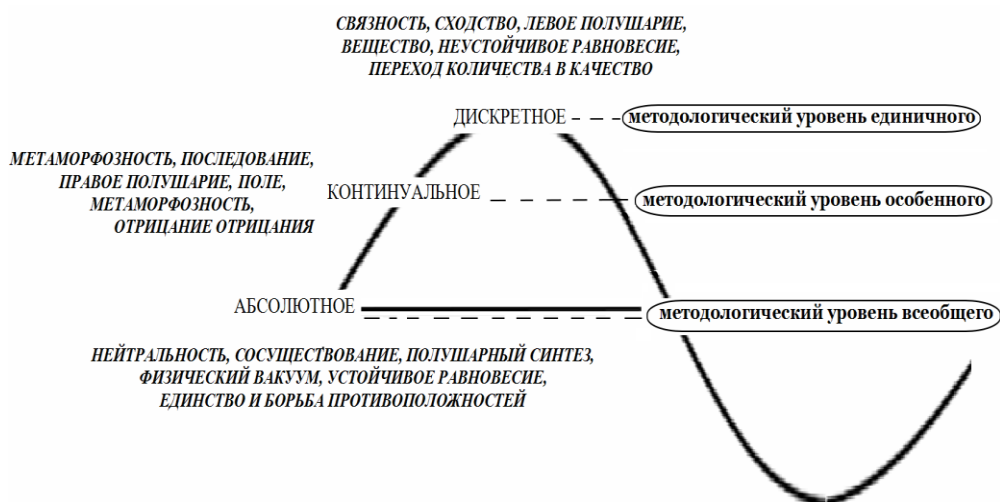 СВЯЗНОСТЬ, СХОДСТВО, ЛЕВОЕ ПОЛУШАРИЕ,
ВЕЩЕСТВО, НЕУСТОЙЧИВОЕ РАВНОВЕСИЕ,
ПЕРЕХОД КОЛИЧЕСТВА В КАЧЕСТВО
ДИСКРЕТНОЕ
методологический уровень единичного
МЕТАМОРФОЗНОСТЬ, ПОСЛЕДОВАНИЕ,
ПРАВОЕ ПОЛУШАРИЕ, ПОЛЕ,
МЕТАМОРФОЗНОСТЬ,
ОТРИЦАНИЕ ОТРИЦАНИЯ
КОНТИНУАЛЬНОЕ
методологический уровень особенного
АБСОЛЮТНОЕ
методологический уровень всеобщего
НЕЙТРАЛЬНОСТЬ, СОСУЩЕСТВОВАНИЕ, ПОЛУШАРНЫЙ СИНТЕЗ,
ФИЗИЧЕСКИЙ ВАКУУМ, УСТОЙЧИВОЕ РАВНОВЕСИЕ,
ЕДИНСТВО И БОРЬБА ПРОТИВОПОЛОЖНОСТЕЙ